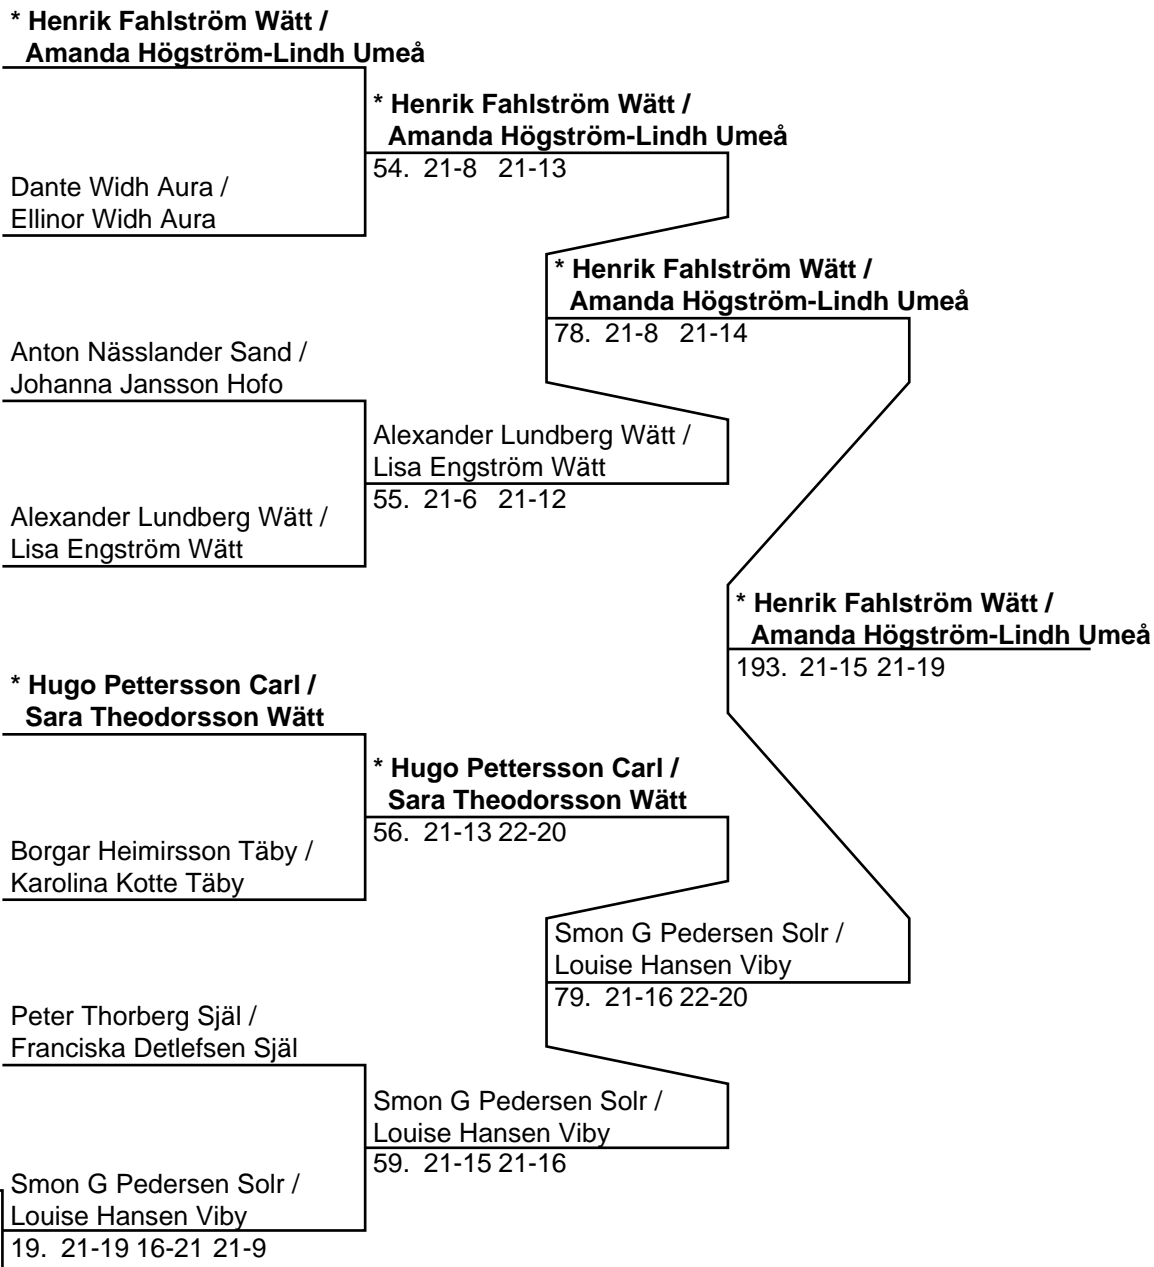 * Henrik Fahlström Wätt /
Amanda Högström-Lindh Umeå
* Henrik Fahlström Wätt /
Amanda Högström-Lindh Umeå
54. 21-8 21-13
Dante Widh Aura /
Ellinor Widh Aura
* Henrik Fahlström Wätt /
Amanda Högström-Lindh Umeå
78. 21-8 21-14
Anton Nässlander Sand /
Johanna Jansson Hofo
Alexander Lundberg Wätt /
Lisa Engström Wätt
55. 21-6 21-12
Alexander Lundberg Wätt /
Lisa Engström Wätt
* Henrik Fahlström Wätt /
Amanda Högström-Lindh Umeå
193. 21-15 21-19
* Hugo Pettersson Carl /
Sara Theodorsson Wätt
* Hugo Pettersson Carl /
Sara Theodorsson Wätt
56. 21-13 22-20
Borgar Heimirsson Täby /
Karolina Kotte Täby
Smon G Pedersen Solr /
Louise Hansen Viby
79. 21-16 22-20
Peter Thorberg Själ /
Franciska Detlefsen Själ
Smon G Pedersen Solr /
Louise Hansen Viby
59. 21-15 21-16
Smon G Pedersen Solr /
Louise Hansen Viby
19. 21-19 16-21 21-9